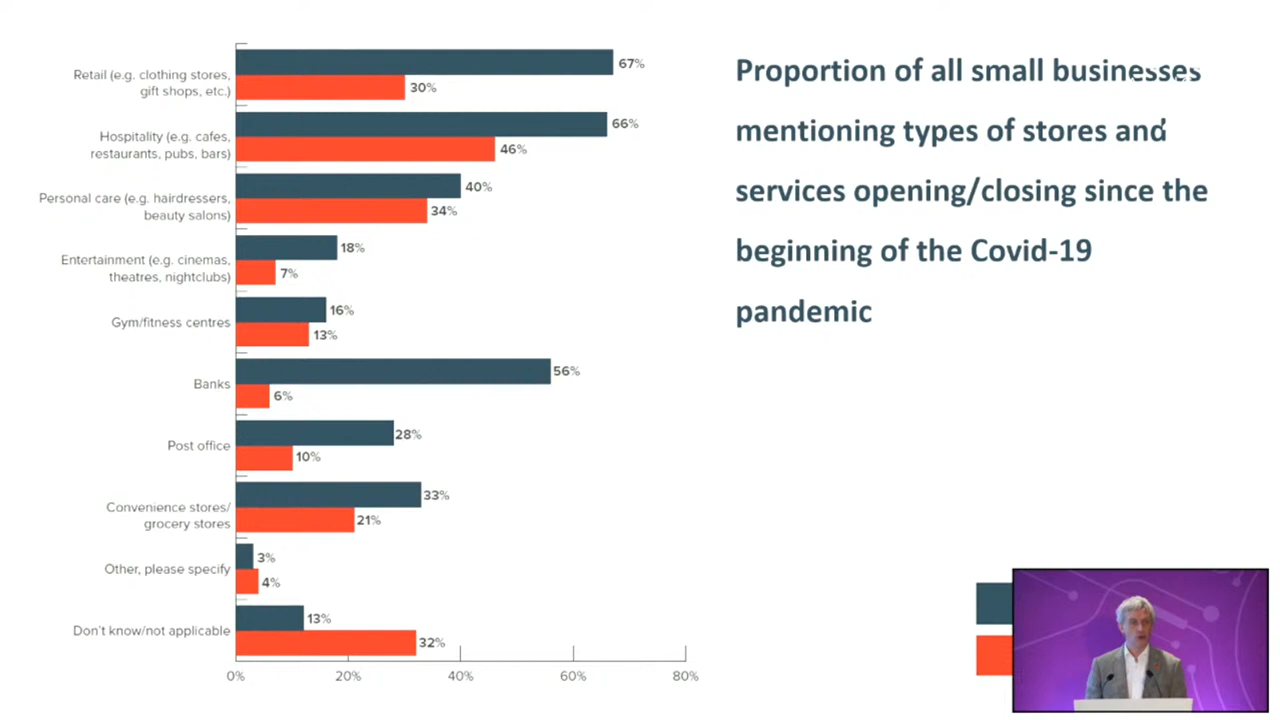 Proportion of all small businesses
mentioning types of stores and
services opening/closing since the
beginning of the Covid-19
pandemic
Retail (e.g. clothing stores,
gift shops, etc.)
67%
30%
Hospitality (e.g. cafes,
restaurants, pubs, bars)
66%
46%
Personal care (e.g. hairdressers,
beauty salons)
40%
34%
Entertainment (e.g. cinemas,
theatres, nightclubs)
18%
7%
Gym/fitness centres
16%
13%
Banks
56%
6%
Post office
28%
10%
Convenience stores/
grocery stores
33%
21%
Other, please specify
3%
4%
Don't know/not applicable
13%
32%
0%
20%
40%
60%
80%